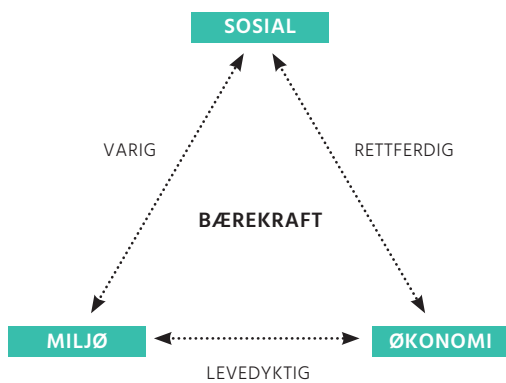 SOSIAL
VARIG
RETTFERDIG
BÆREKRAFT
MILJØ
ØKONOMI
LEVEDYKTIG